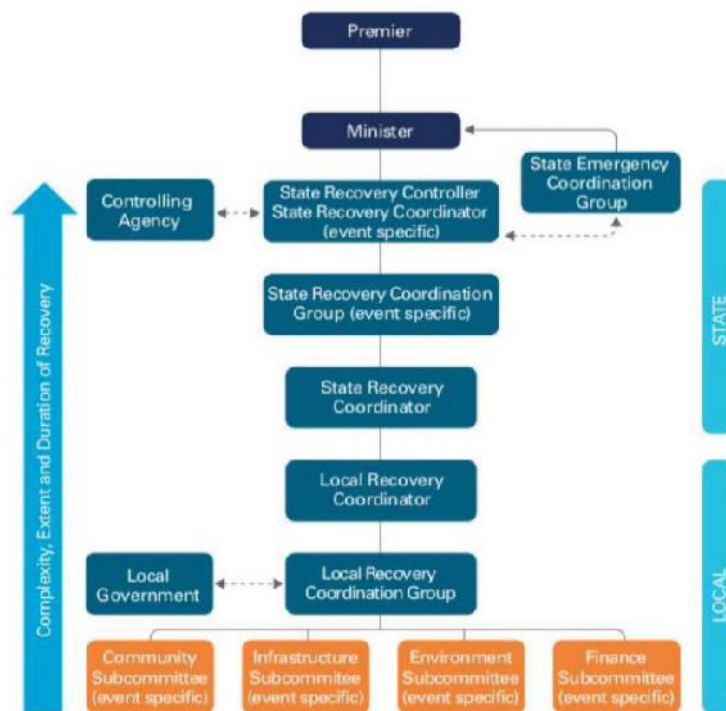 Premier
Minister
State Emergency
Coordination
Group
Controlling
Agency
State Recovery Controller
State Recovery Coordinator
(event specific)
State Recovery Coordination
Group (event specific)
State Recovery
Coordinator
Local Recovery
Coordinator
Local
Government
Local Recovery
Coordination Group
Community
Subcommittee
(event specific)
Infrastructure
Subcommitee
(event specific)
Environment
Subcommittee
(event specific)
Finance
Subcommittee
(event specific)
Complexity, Extent and Duration of Recovery
STATE
LOCAL